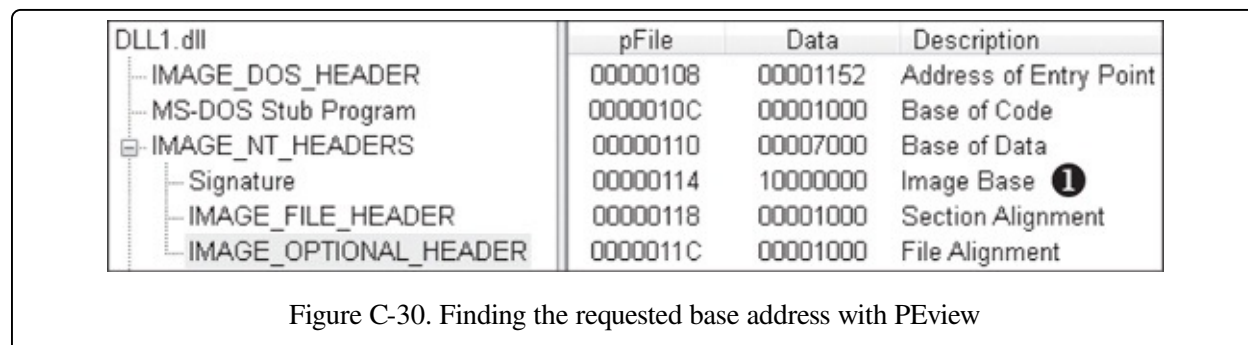 DLL1.dll
IMAGE_DOS_HEADER
MS-DOS Stub Program
IMAGE_NT_HEADERS
Signature
IMAGE_FILE_HEADER
IMAGE_OPTIONAL_HEADER
pFile Data Description
00000108 00001152 Address of Entry Point
0000010C 00001000 Base of Code
00000110 00007000 Base of Data
00000114 10000000 Image Base ❶
00000118 00001000 Section Alignment
0000011C 00001000 File Alignment
Figure C-30. Finding the requested base address with PEview